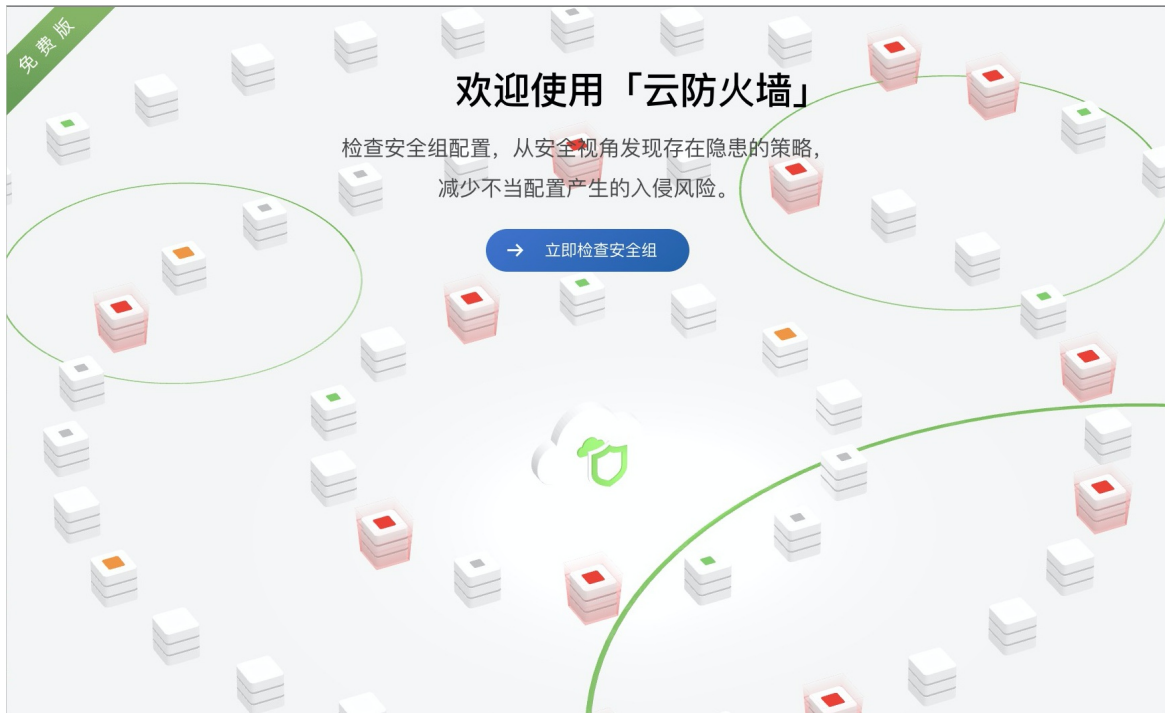 免费版
欢迎使用「云防火墙」
检查安全组配置，从安全视角发现存在隐患的策略，
减少不当配置产生的入侵风险。
立即检查安全组